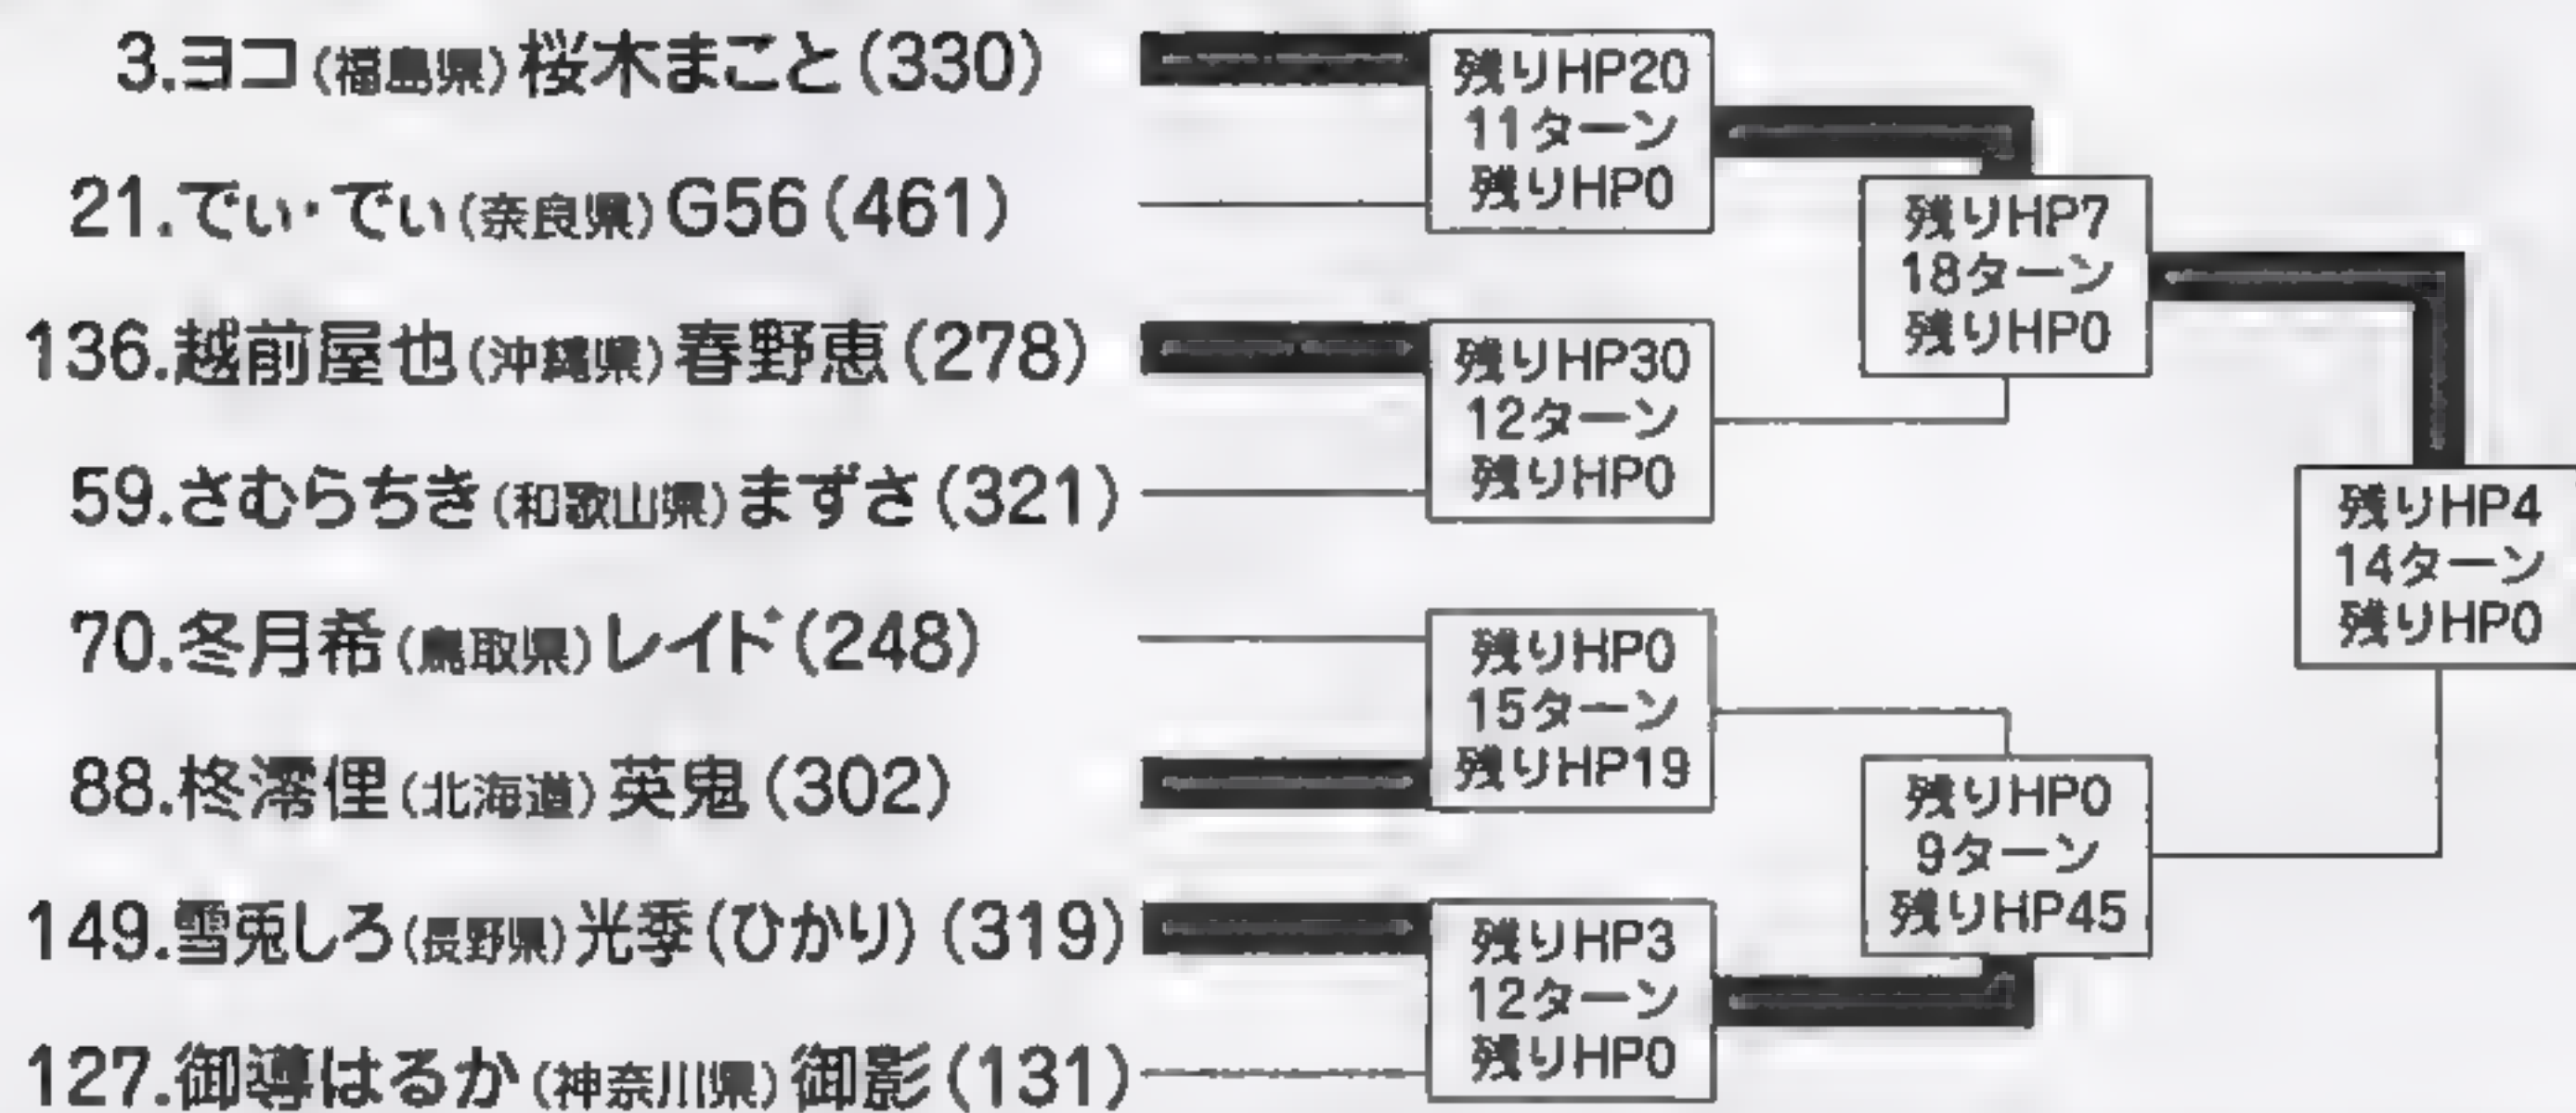 3.ヨコ(福島県)桜木まこと(330)
21.でぃ・でぃ(奈良県)G56(461)
136.越前屋也(沖縄県)春野恵(278)
59.さむらちき(和歌山県)まずさ(321)
70.冬月希(鳥取県)レイド(248)
88.柊澪俚(北海道)英鬼(302)
149.雪兎しろ(長野県)光季(ひかり)(319)
127.御導はるか(神奈川県)御影(131)
残りHP20
11ターン
残りHP0
残りHP30
12ターン
残りHP0
残りHP0
15ターン
残りHP19
残りHP3
12ターン
残りHP0
残りHP7
18ターン
残りHP0
残りHP0
9ターン
残りHP45
残りHP4
14ターン
残りHP0